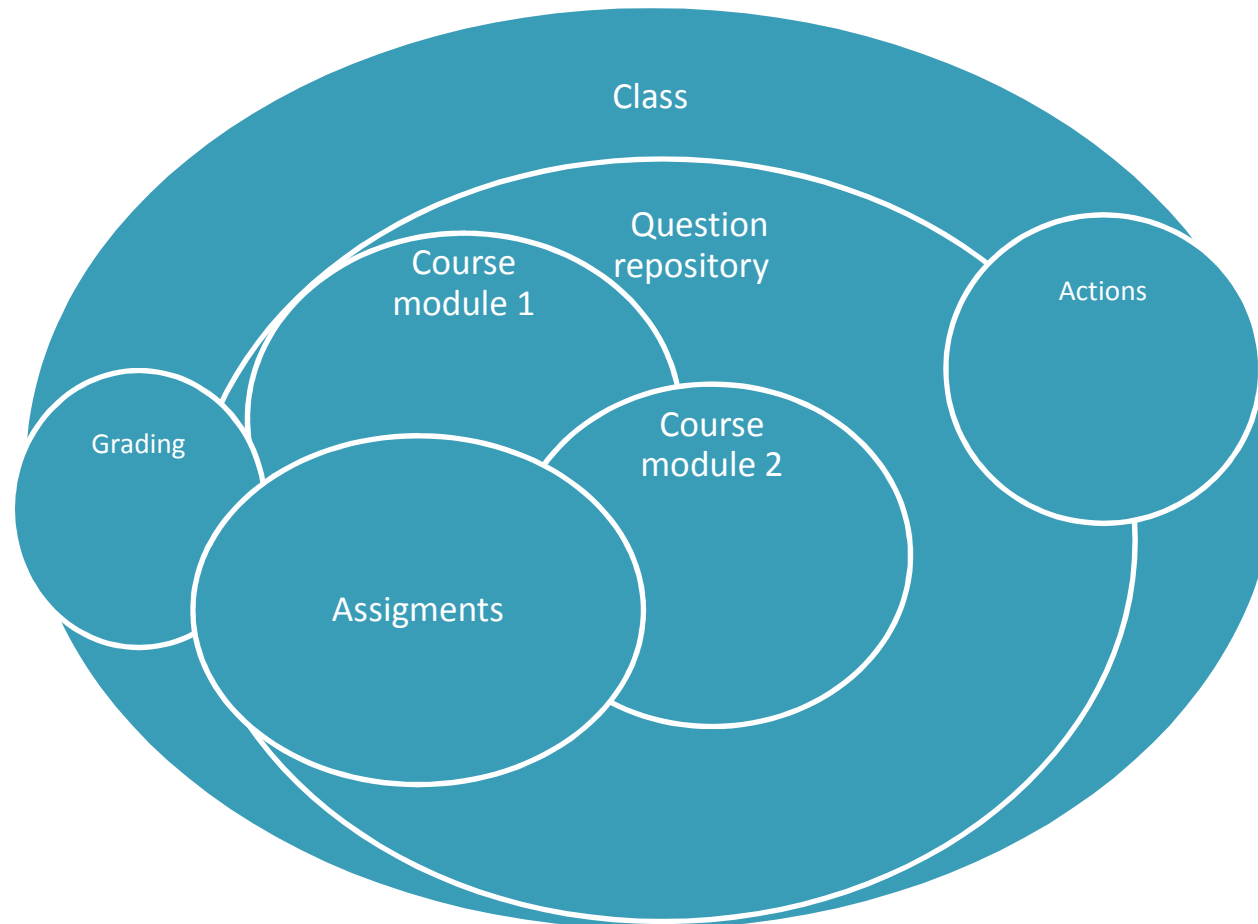 Class
Question
repository
Course
module 1
Actions
Grading
Course
module 2
Assigments